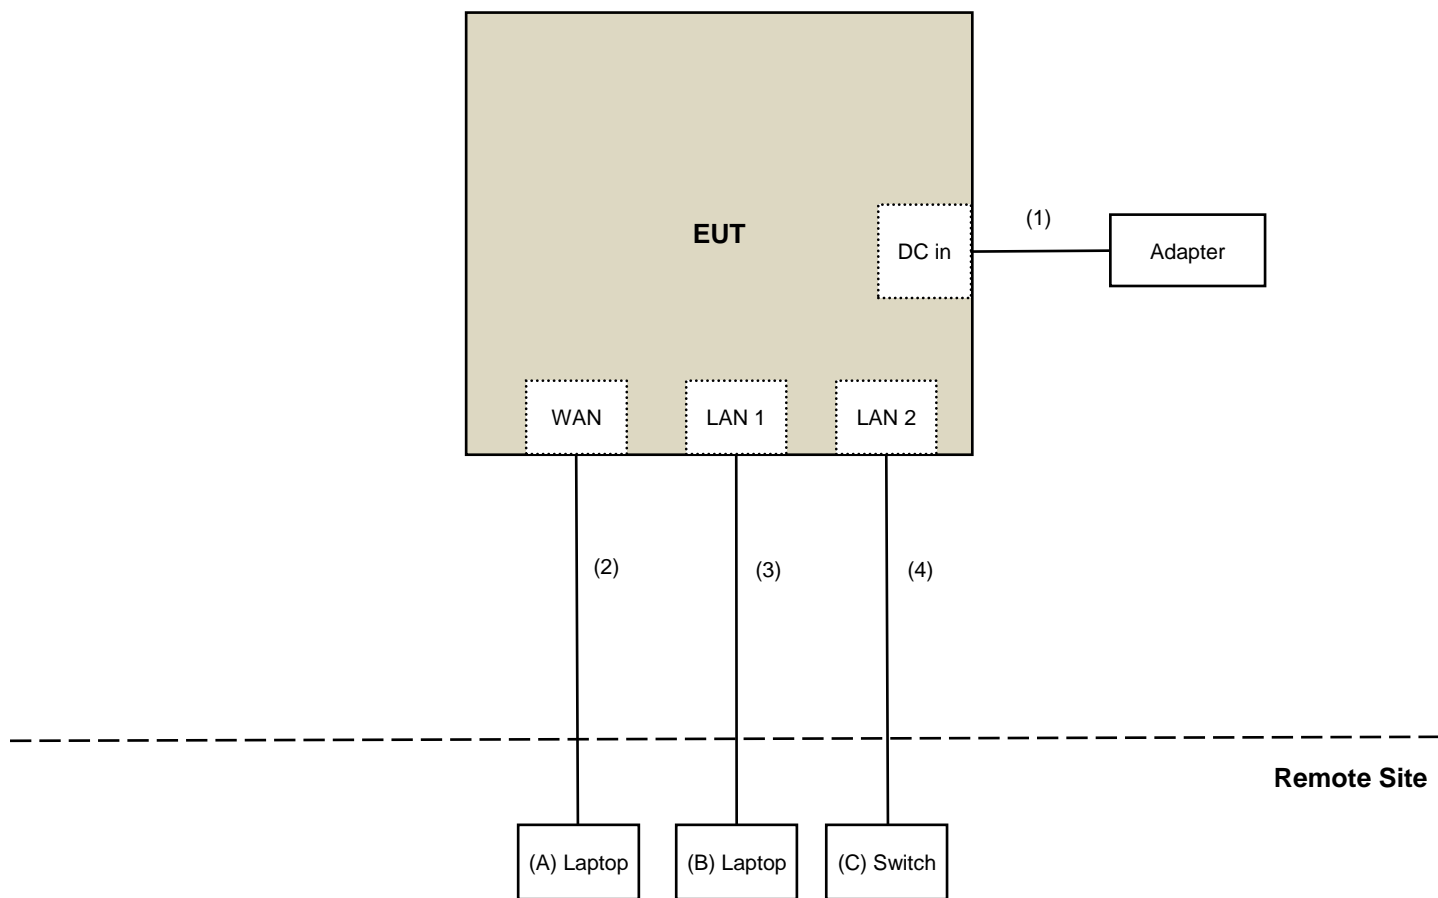 EUT
(1)
DC in
Adapter
WAN
LAN 1
LAN 2
(2)
(3)
(4)
Remote Site
(A) Laptop
(B) Laptop
(C) Switch